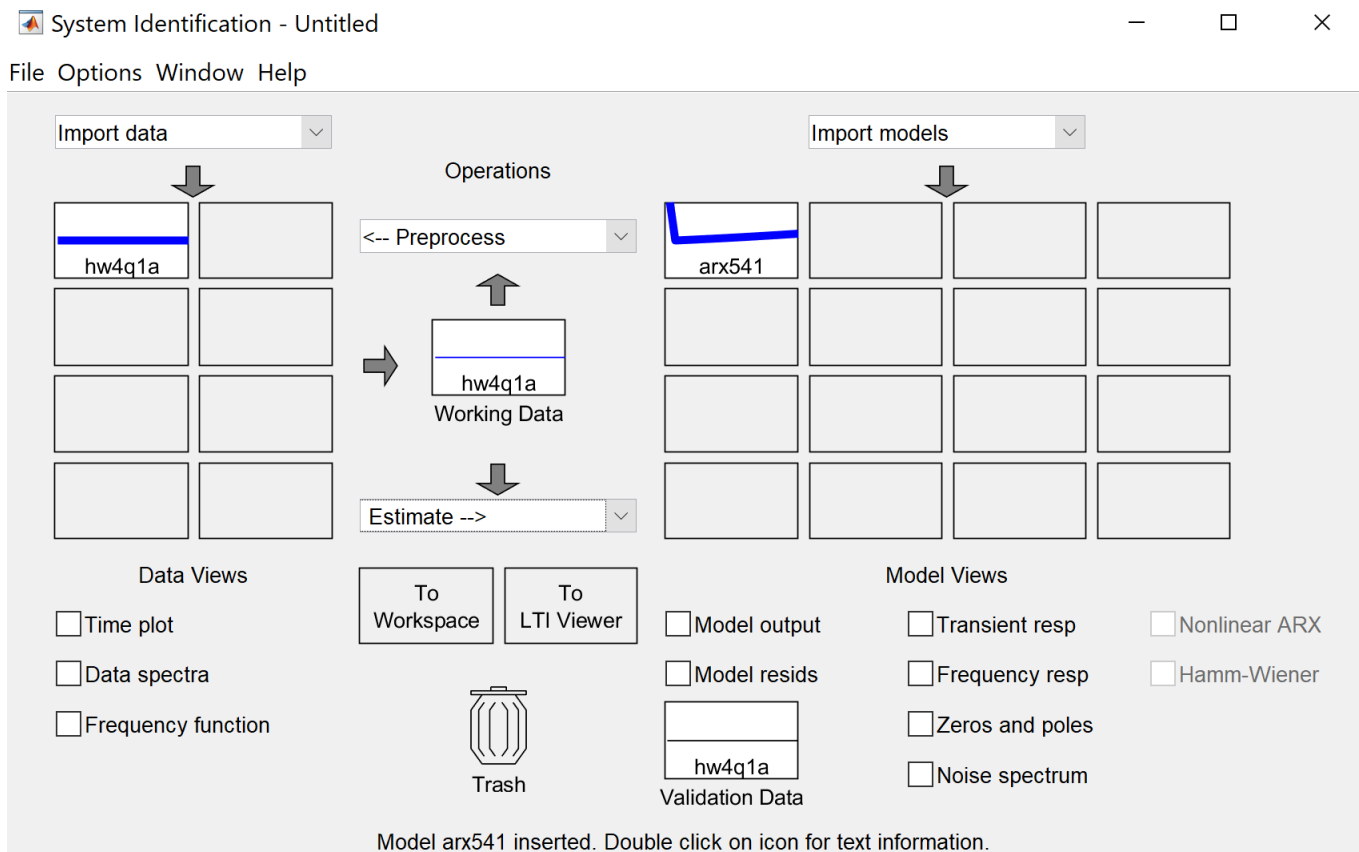 System Identification - Untitled
File Options Window Help
Import data
Import models
Operations
<-- Preprocess
hw4q1a
arx541
hw4q1a
Working Data
Estimate -->
Data Views
Model Views
To
Workspace
To
LTI Viewer
Time plot
Data spectra
Frequency function
Model output
Model resids
Transient resp
Frequency resp
Zeros and poles
Noise spectrum
Nonlinear ARX
Hamm-Wiener
Trash
hw4q1a
Validation Data
Model arx541 inserted. Double click on icon for text information.